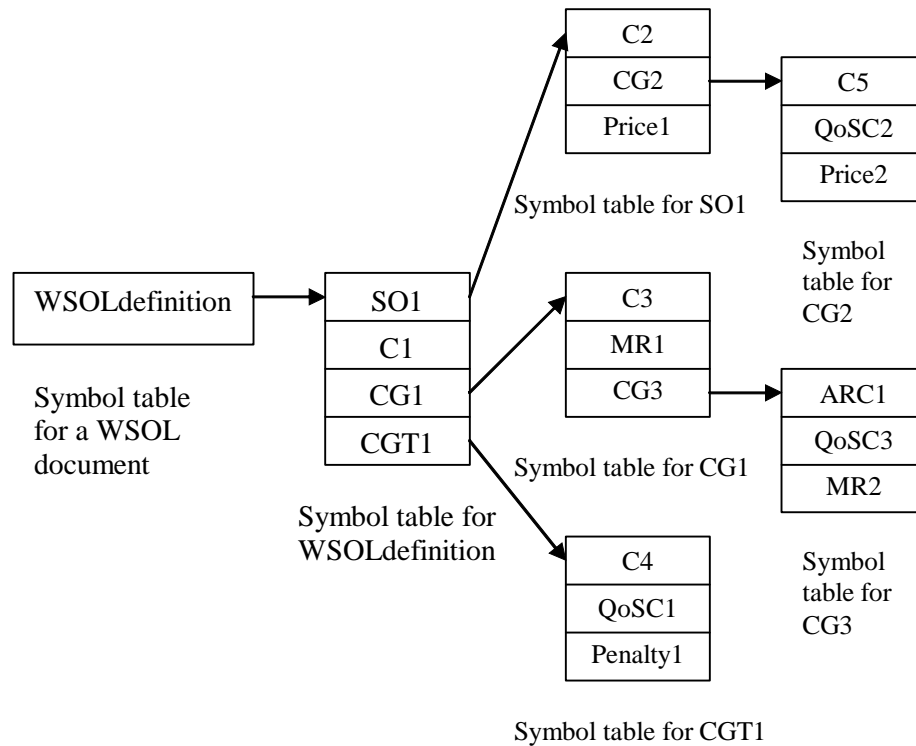 WSOLdefinition
Symbol table
for a WSOL
document
SO1
C1
CG1
CGT1
Symbol table for
WSOLdefinition
C2
CG2
Price1
Symbol table for SO1
C5
QoSC2
Price2
Symbol
table for
CG2
C3
MR1
CG3
Symbol table for CG1
ARC1
QoSC3
MR2
Symbol
table for
CG3
C4
QoSC1
Penalty1
Symbol table for CGT1